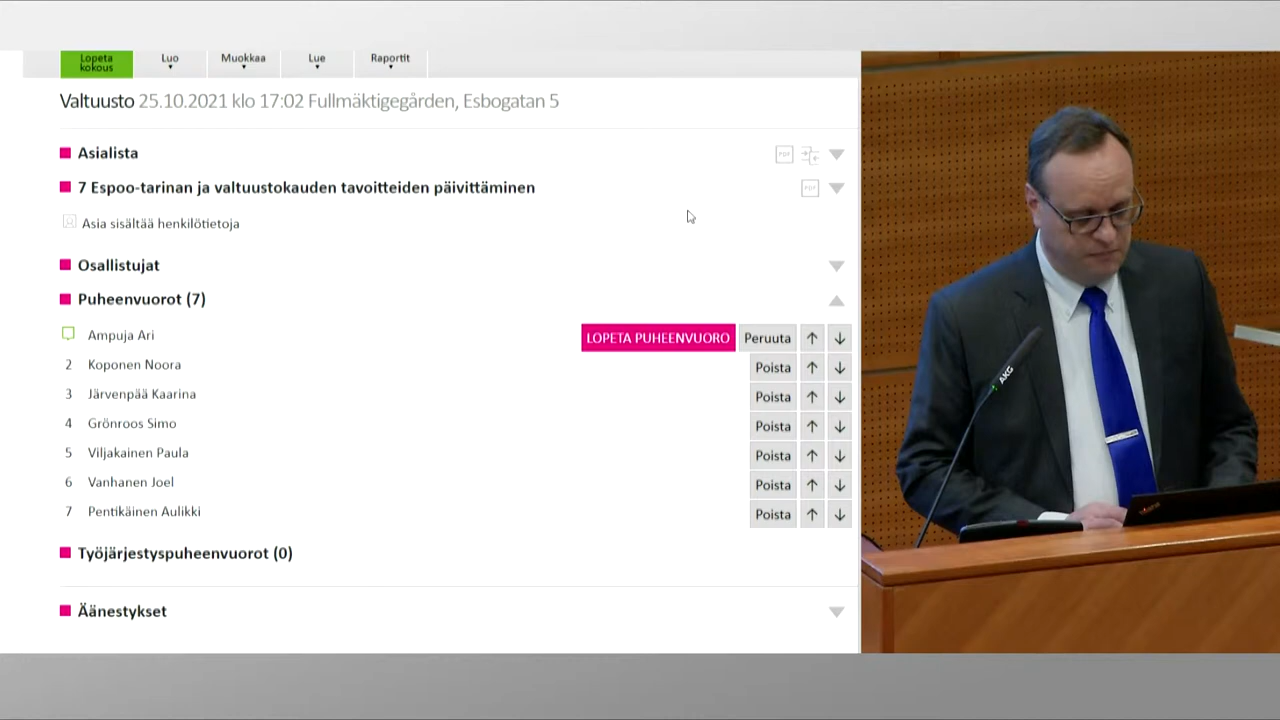 Lopeta kokous
Luo
Muokkaa
Lue
Raportit
Valtuusto 25.10.2021 klo 17:02 Fullmäktigegården, Esbogatan 5
Asialista
PDF
7 Espoo-tarinan ja valtuustokauden tavoitteiden päivittäminen
PDF
Asia sisältää henkilötietoja
Osallistujat
Puheenvuorot (7)
Ampuja Ari LOPETA PUHEENVUORO Peruuta
2 Koponen Noora Poista
3 Järvenpää Kaarina Poista
4 Grönroos Simo Poista
5 Viljakainen Paula Poista
6 Vanhanen Joel Poista
7 Pentikäinen Aulikki Poista
Työjärjestyspuheenvuorot (0)
Äänestykset
AKG